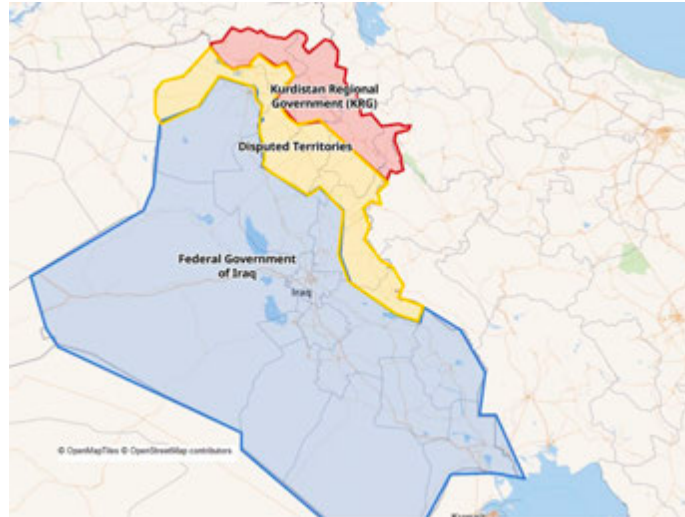 Kurdistan Regional
Government (KRG)
Disputed Territories
Federal Government
of Iraq
Iraq
© OpenMapTiles © OpenStreetMap contributors